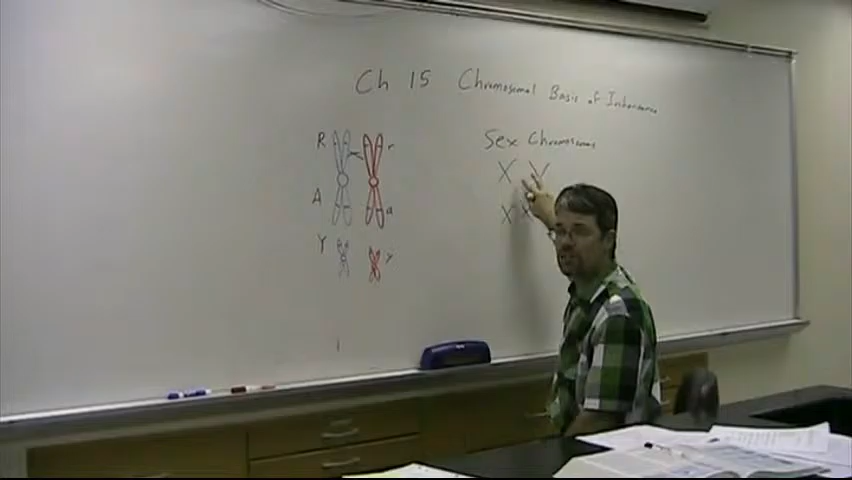 Ch 15 Chromosomal Basis of Inheritance
Sex Chromosomes
X Y
X X
R r
A a
Y y